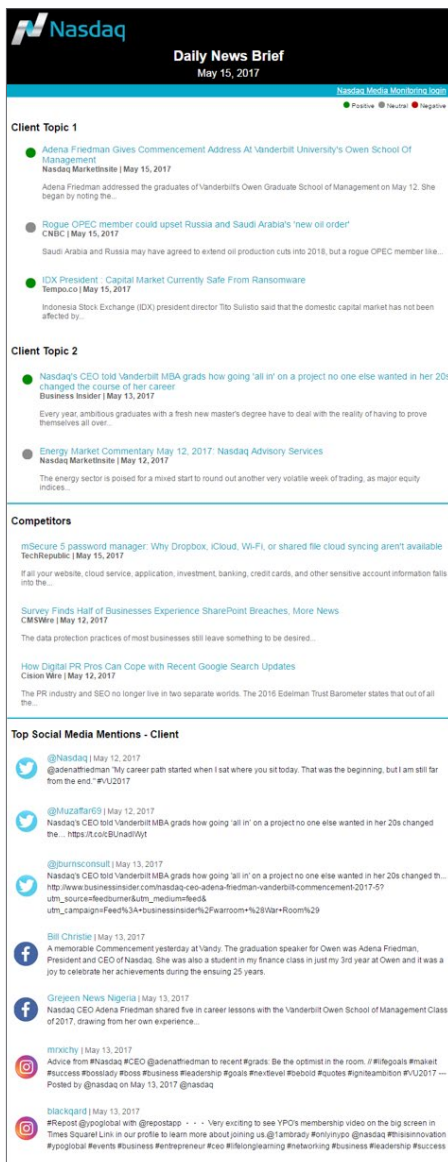 Nasdaq
Daily News Brief
May 15, 2017
Nasdaq Media Monitoring login
Positive Neutral Negative
Client Topic 1
Adena Friedman Gives Commencement Address At Vanderbilt University's Owen School Of
Management
Nasdaq MarketInsite | May 15, 2017
Adena Friedman addressed the graduates of Vanderbilt's Owen Graduate School of Management on May 12. She
began by noting the...
Rogue OPEC member could upset Russia and Saudi Arabia's 'new oil order'
CNBC | May 15, 2017
Saudi Arabia and Russia may have agreed to extend oil production cuts into 2018, but a rogue OPEC member like...
IDX President : Capital Market Currently Safe From Ransomware
Tempo.co | May 15, 2017
Indonesia Stock Exchange (IDX) president director Tito Sulistio said that the domestic capital market has not been
affected by...
Client Topic 2
Nasdaq's CEO told Vanderbilt MBA grads how going 'all in' on a project no one else wanted in her 20s
changed the course of her career
Business Insider | May 13, 2017
Every year, ambitious graduates with a fresh new master's degree have to deal with the reality of having to prove
themselves all over...
Energy Market Commentary May 12, 2017: Nasdaq Advisory Services
Nasdaq MarketInsite | May 12, 2017
The energy sector is poised for a mixed start to round out another very volatile week of trading, as major equity
indices...
Competitors
mSecure 5 password manager: Why Dropbox, iCloud, Wi-Fi, or shared file cloud syncing aren't available
TechRepublic | May 15, 2017
If all your website, cloud service, application, investment, banking, credit cards, and other sensitive account information falls
into the...
Survey Finds Half of Businesses Experience SharePoint Breaches, More News
CMSWire | May 12, 2017
The data protection practices of most businesses still leave something to be desired...
How Digital PR Pros Can Cope with Recent Google Search Updates
Cision Wire | May 12, 2017
The PR industry and SEO no longer live in two separate worlds. The 2016 Edelman Trust Barometer states that out of all
the...
Top Social Media Mentions - Client
@Nasdaq | May 12, 2017
@adenatfriedman "My career path started when I sat where you sit today. That was the beginning, but I am still far
from the end." #VU2017
@Muzaffar69 | May 12, 2017
Nasdaq's CEO told Vanderbilt MBA grads how going 'all in' on a project no one else wanted in her 20s changed
the... https://t.co/cBUnadlWyt
@jburnsconsult | May 13, 2017
Nasdaq's CEO told Vanderbilt MBA grads how going 'all in' on a project no one else wanted in her 20s changed th...
http://www.businessinsider.com/nasdaq-ceo-adena-friedman-vanderbilt-commencement-2017-5?
utm_source=feedburner&utm_medium=feed&
utm_campaign=Feed%3A+businessinsider%2Fwarroom+%28War+Room%29
Bill Christie | May 13, 2017
A memorable Commencement yesterday at Vandy. The graduation speaker for Owen was Adena Friedman,
President and CEO of Nasdaq. She was also a student in my finance class in just my 3rd year at Owen and it was a
joy to celebrate her achievements during the ensuing 25 years.
Grejeen News Nigeria | May 13, 2017
Nasdaq CEO Adena Friedman shared five in career lessons with the Vanderbilt Owen School of Management Class
of 2017, drawing from her own experience...
mrxichy | May 13, 2017
Advice from #Nasdaq #CEO @adenatfriedman to recent #grads: Be the optimist in the room. // #lifegoals #makeit
#success #bosslady #boss #business #leadership #goals #nextlevel #bebold #quotes #igniteambition #VU2017 ---
Posted by @nasdaq on May 13, 2017 @nasdaq
blackqard | May 13, 2017
#Repost @ypoglobal with @repostapp - - - Very exciting to see YPO's membership video on the big screen in
Times Square! Link in our profile to learn more about joining us.@1ambrady #onlyinypo @nasdaq #thisisinnovation
#ypoglobal #events #business #entrepreneur #ceo #lifelonglearning #networking #business #leadership #success